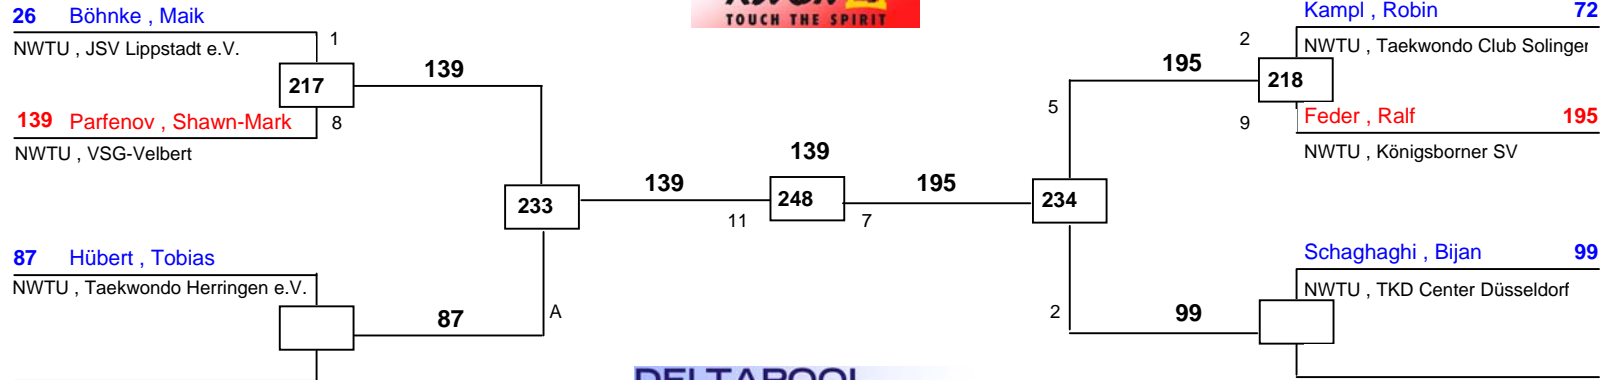 26 Böhnke , Maik
NWTU , JSV Lippstadt e.V.
1
217
139
139 Parfenov , Shawn-Mark
8
NWTU , VSG-Velbert
233
139
11
87 Hübert , Tobias
NWTU , Taekwondo Herringen e.V.
87
A
TOUCH THE SPIRIT
139
248
195
7
Kampl , Robin 72
NWTU , Taekwondo Club Solinger
2
218
195
5
Feder , Ralf 195
9
NWTU , Königsborner SV
234
Schaghaghi , Bijan 99
NWTU , TKD Center Düsseldorf
2
99
DELTAPOOL